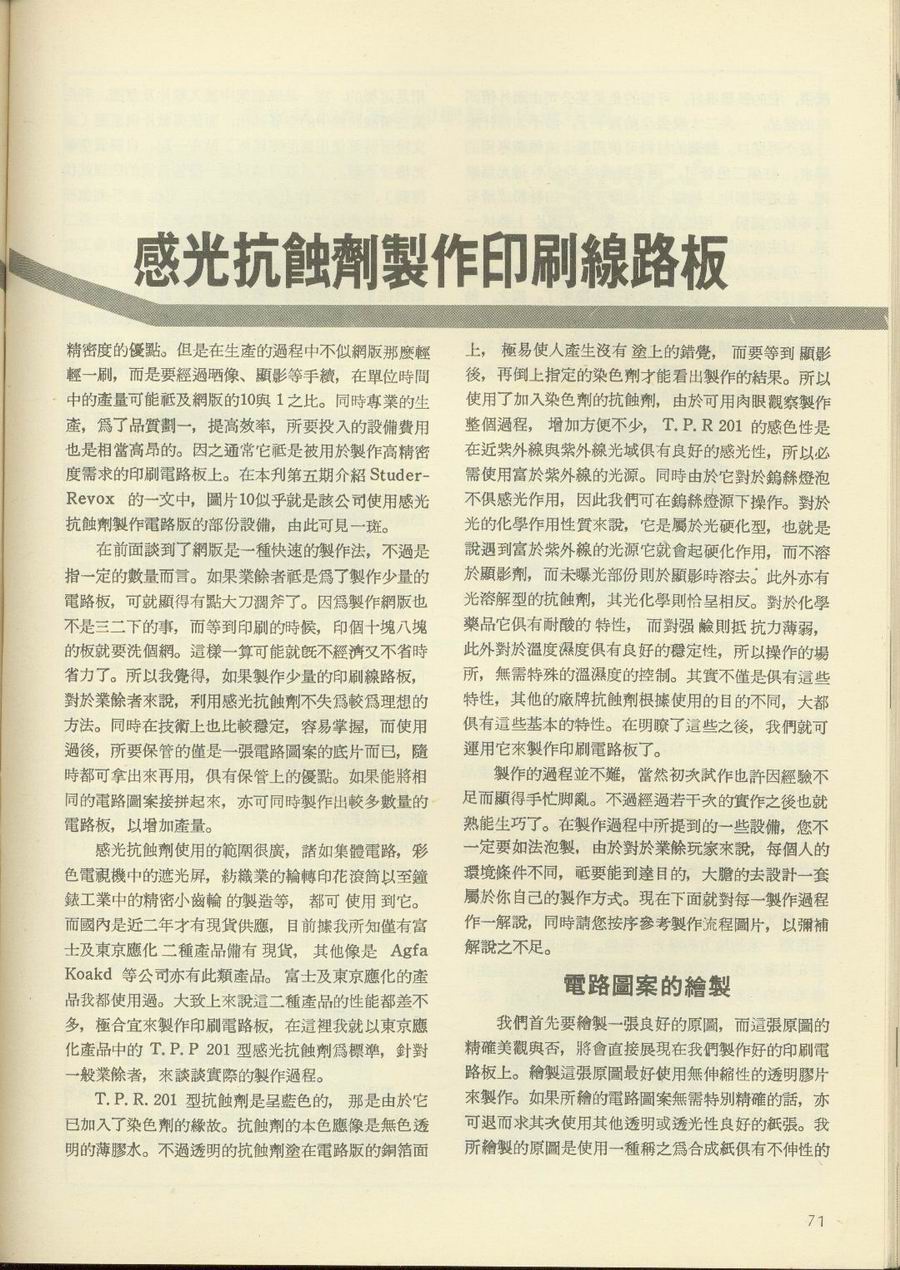 感光抗蝕劑製作印刷線路板
精密度的優點。但是在生產的過程中不似網版那麼輕
輕一刷，而是要經過晒像、顯影等手續，在單位時間
中的產量可能祗及網版的10與1之比。同時專業的生
產，爲了品質劃一，提高效率，所要投入的設備費用
也是相當高昂的。因之通常它祗是被用於製作高精密
度需求的印刷電路板上。在本刋第五期介紹 Studer-
Revox 的一文中，圖片10似乎就是該公司使用感光
抗蝕劑製作電路版的部份設備，由此可見一斑。
在前面談到了網版是一種快速的製作法，不過是
指一定的數量而言。如果業餘者祗是爲了製作少量的
電路板，可就顯得有點大刀濶斧了。因爲製作網版也
不是三二下的事，而等到印刷的時候，印個十塊八塊
的板就要洗個網。這樣一算可能就旣不經濟又不省時
省力了。所以我覺得，如果製作少量的印刷線路板，
對於業餘者來說，利用感光抗蝕劑不失爲較爲理想的
方法。同時在技術上也比較穩定，容易掌握，而使用
過後，所要保管的僅是一張電路圖案的底片而已，隨
時都可拿出來再用，俱有保管上的優點。如果能將相
同的電路圖案接拼起來，亦可同時製作出較多數量的
電路板，以增加產量。
感光抗蝕劑使用的範圍很廣，諸如集體電路，彩
色電視機中的遮光屏，紡織業的輪轉印花滾筒以至鐘
錶工業中的精密小齒輪的製造等，都可使用到它。
而國內是近二年才有現貨供應，目前據我所知僅有富
士及東京應化二種產品備有現貨，其他像是 Agfa
Koakd 等公司亦有此類產品。富士及東京應化的產
品我都使用過。大致上來說這二種產品的性能都差不
多，極合宜來製作印刷電路板，在這裡我就以東京應
化產品中的 T. P. P 201 型感光抗蝕劑爲標準，針對
一般業餘者，來談談實際的製作過程。
T. P. R. 201 型抗蝕劑是呈藍色的，那是由於它
已加入了染色劑的緣故。抗蝕劑的本色應像是無色透
明的薄膠水。不過透明的抗蝕劑塗在電路版的銅箔面
上，極易使人產生沒有塗上的錯覺，而要等到顯影
後，再倒上指定的染色劑才能看出製作的結果。所以
使用了加入染色劑的抗蝕劑，由於可用肉眼觀察製作
整個過程，增加方便不少，T. P. R 201 的感色性是
在近紫外線與紫外線光域俱有良好的感光性，所以必
需使用富於紫外線的光源。同時由於它對於鎢絲燈泡
不俱感光作用，因此我們可在鎢絲燈源下操作。對於
光的化學作用性質來說，它是屬於光硬化型，也就是
說遇到富於紫外線的光源它就會起硬化作用，而不溶
於顯影劑，而未曝光部份則於顯影時溶去。此外亦有
光溶解型的抗蝕劑，其光化學則恰呈相反。對於化學
藥品它俱有耐酸的特性，而對强鹼則抵抗力薄弱，
此外對於溫度濕度俱有良好的穩定性，所以操作的場
所，無需特殊的溫濕度的控制。其實不僅是俱有這些
特性，其他的廠牌抗蝕劑根據使用的目的不同，大都
俱有這些基本的特性。在明瞭了這些之後，我們就可
運用它來製作印刷電路板了。
製作的過程並不難，當然初次試作也許因經驗不
足而顯得手忙脚亂。不過經過若干次的實作之後也就
熟能生巧了。在製作過程中所提到的一些設備，您不
一定要如法泡製，由於對於業餘玩家來說，每個人的
環境條件不同，祗要能到達目的，大膽的去設計一套
屬於你自己的製作方式。現在下面就對每一製作過程
作一解說，同時請您按序參考製作流程圖片，以彌補
解說之不足。
電路圖案的繪製
我們首先要繪製一張良好的原圖，而這張原圖的
精確美觀與否，將會直接展現在我們製作好的印刷電
路板上。繪製這張原圖最好使用無伸縮性的透明膠片
來製作。如果所繪的電路圖案無需特別精確的話，亦
可退而求其次使用其他透明或透光性良好的紙張。我
所繪製的原圖是使用一種稱之爲合成紙俱有不伸性的
71